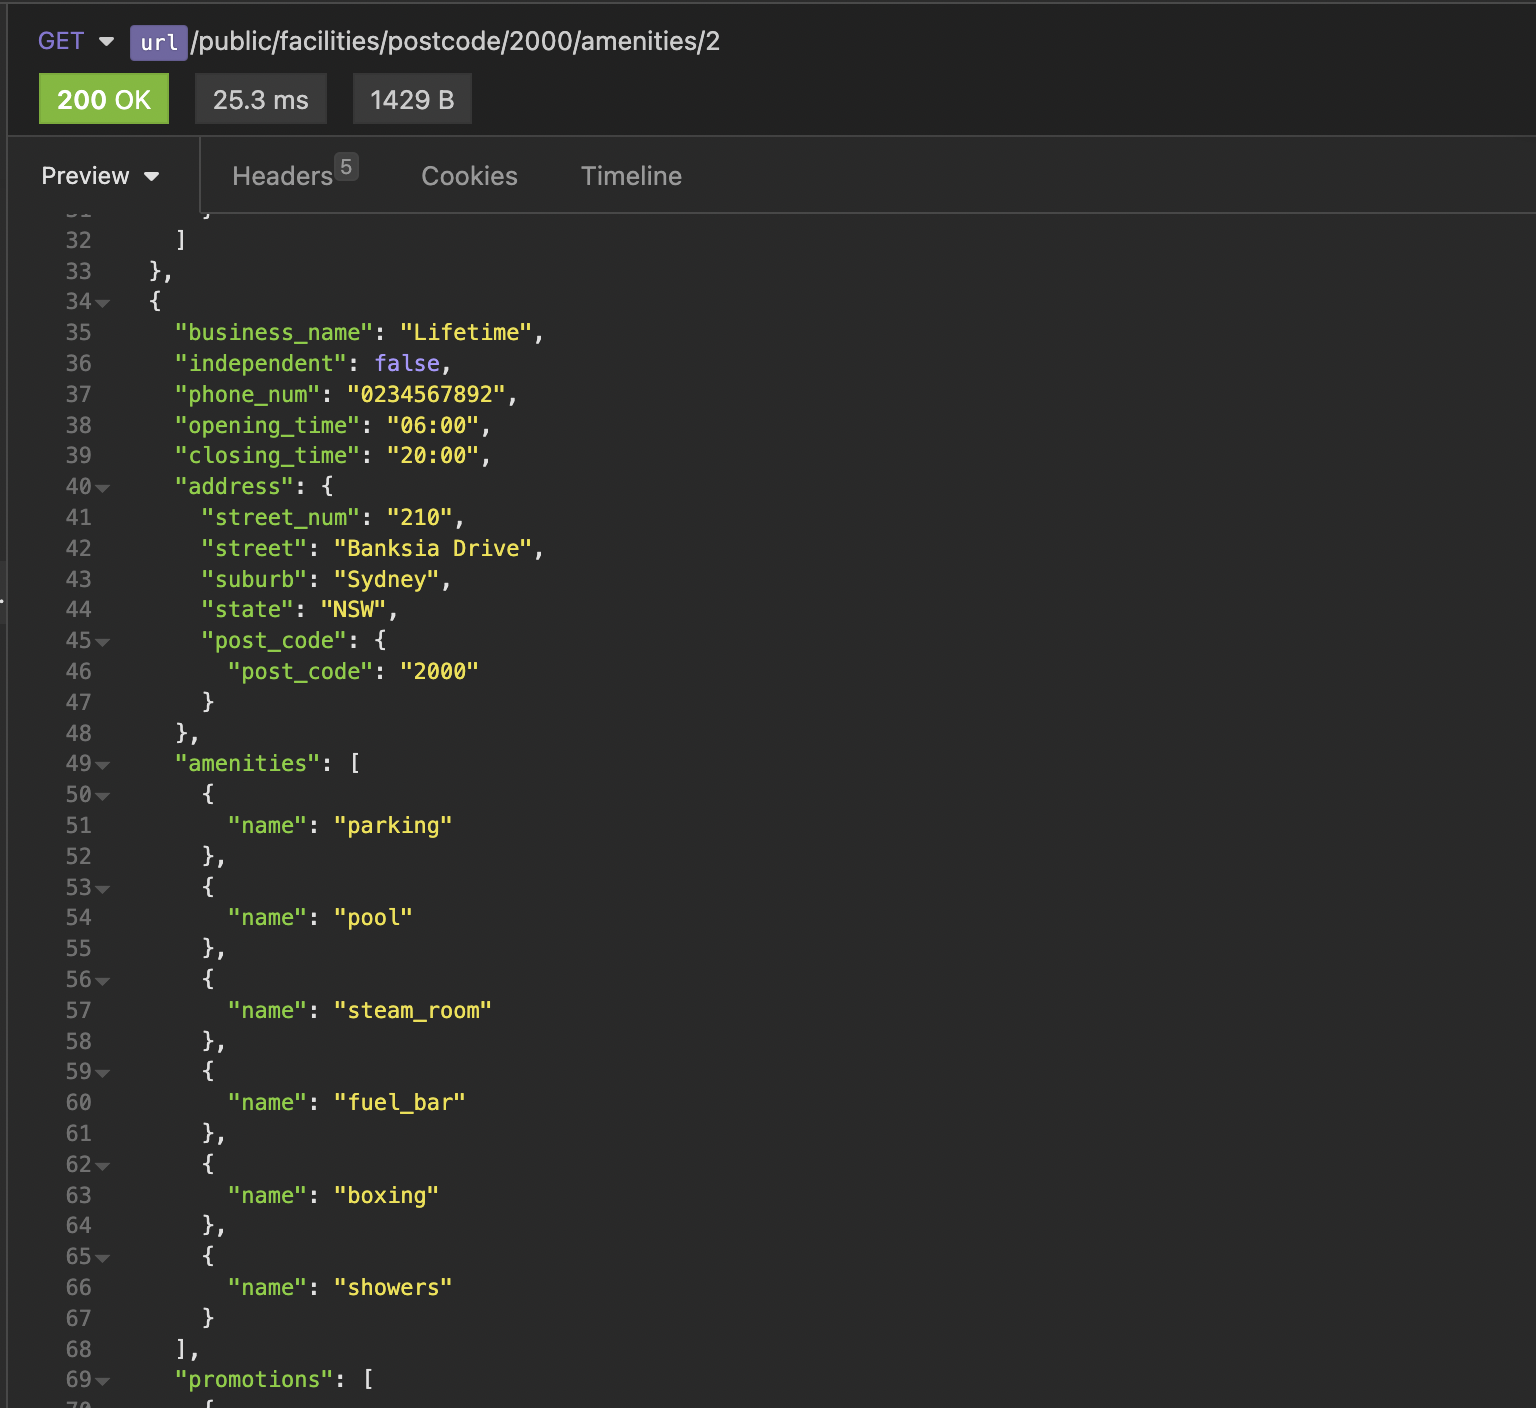 GET url/public/facilities/postcode/2000/amenities/2
200 OK 25.3 ms 1429 B
Preview Headers 5 Cookies Timeline
31 }
32 ]
33 },
34 {
35 "business_name": "Lifetime",
36 "independent": false,
37 "phone_num": "0234567892",
38 "opening_time": "06:00",
39 "closing_time": "20:00",
40 "address": {
41 "street_num": "210",
42 "street": "Banksia Drive",
43 "suburb": "Sydney",
44 "state": "NSW",
45 "post_code": {
46 "post_code": "2000"
47 }
48 },
49 "amenities": [
50 {
51 "name": "parking"
52 },
53 {
54 "name": "pool"
55 },
56 {
57 "name": "steam_room"
58 },
59 {
60 "name": "fuel_bar"
61 },
62 {
63 "name": "boxing"
64 },
65 {
66 "name": "showers"
67 }
68 ],
69 "promotions": [
70 {